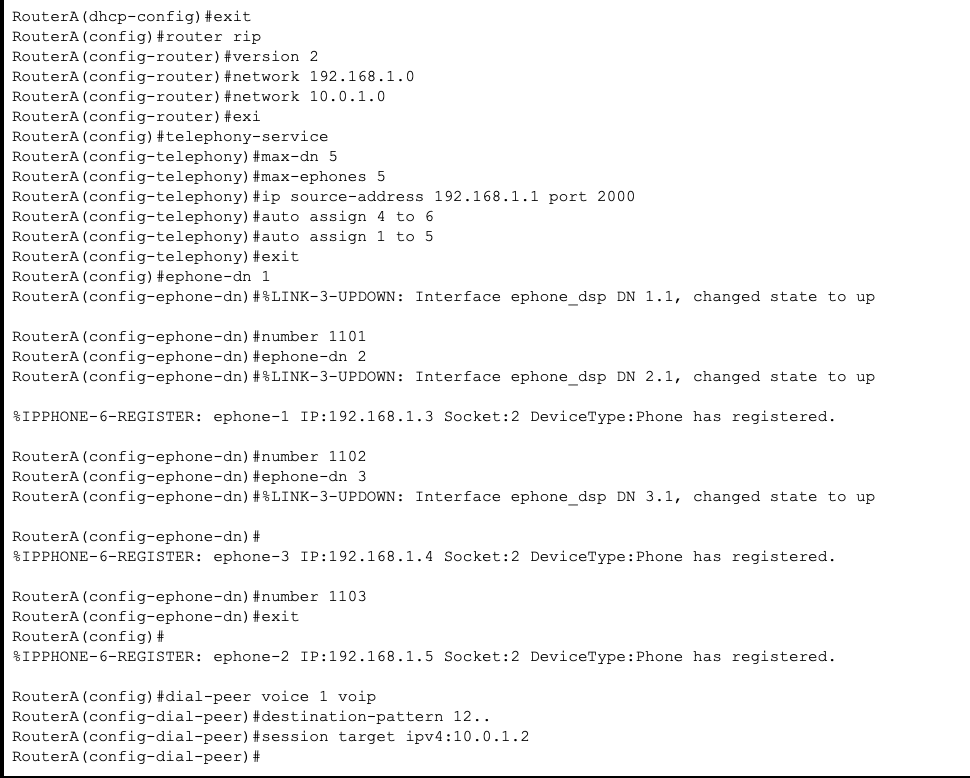 RouterA(dhcp-config)#exit
RouterA(config)#router rip
RouterA(config-router)#version 2
RouterA(config-router)#network 192.168.1.0
RouterA(config-router)#network 10.0.1.0
RouterA(config-router)#exi
RouterA(config)#telephony-service
RouterA(config-telephony)#max-dn 5
RouterA(config-telephony)#max-ephones 5
RouterA(config-telephony)#ip source-address 192.168.1.1 port 2000
RouterA(config-telephony)#auto assign 4 to 6
RouterA(config-telephony)#auto assign 1 to 5
RouterA(config-telephony)#exit
RouterA(config)#ephone-dn 1
RouterA(config-ephone-dn)#%LINK-3-UPDOWN: Interface ephone_dsp DN 1.1, changed state to up
RouterA(config-ephone-dn)#number 1101
RouterA(config-ephone-dn)#ephone-dn 2
RouterA(config-ephone-dn)#%LINK-3-UPDOWN: Interface ephone_dsp DN 2.1, changed state to up
%IPPHONE-6-REGISTER: ephone-1 IP:192.168.1.3 Socket:2 DeviceType:Phone has registered.
RouterA(config-ephone-dn)#number 1102
RouterA(config-ephone-dn)#ephone-dn 3
RouterA(config-ephone-dn)#%LINK-3-UPDOWN: Interface ephone_dsp DN 3.1, changed state to up
RouterA(config-ephone-dn)#
%IPPHONE-6-REGISTER: ephone-3 IP:192.168.1.4 Socket:2 DeviceType:Phone has registered.
RouterA(config-ephone-dn)#number 1103
RouterA(config-ephone-dn)#exit
RouterA(config)#
%IPPHONE-6-REGISTER: ephone-2 IP:192.168.1.5 Socket:2 DeviceType:Phone has registered.
RouterA(config)#dial-peer voice 1 voip
RouterA(config-dial-peer)#destination-pattern 12..
RouterA(config-dial-peer)#session target ipv4:10.0.1.2
RouterA(config-dial-peer)#